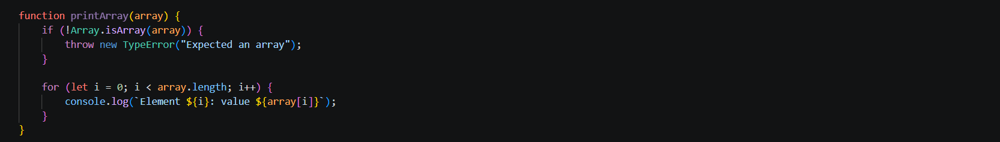 function printArray(array) {
    if (!Array.isArray(array)) {
        throw new TypeError("Expected an array");
    }

    for (let i = 0; i < array.length; i++) {
        console.log(`Element ${i}: value ${array[i]}`);
    }
}